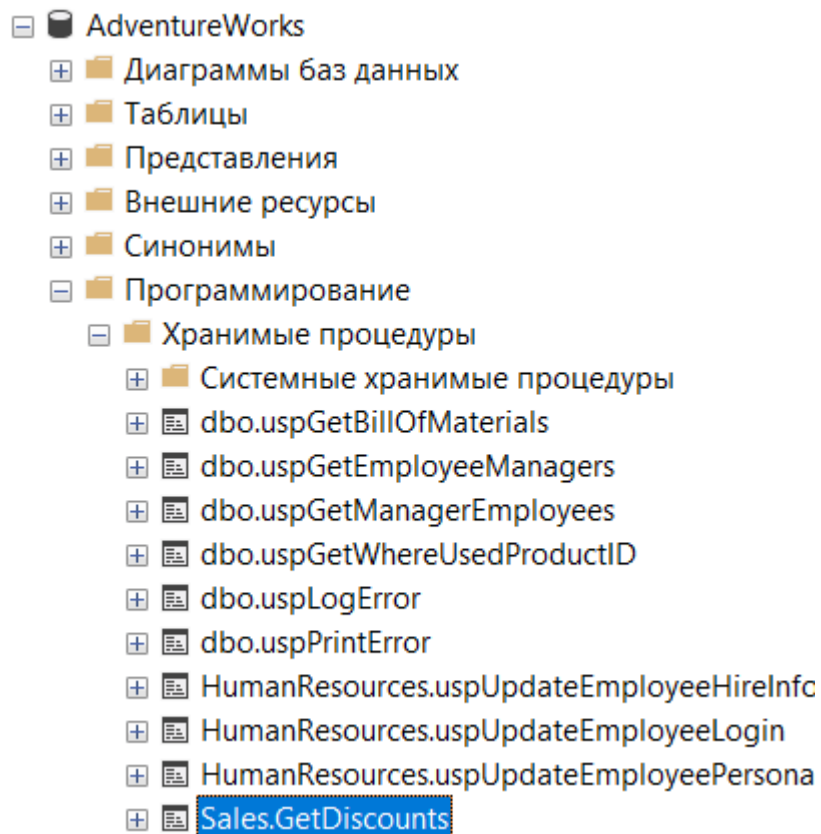 AdventureWorks
Диаграммы баз данных
Таблицы
Представления
Внешние ресурсы
Синонимы
Программирование
Хранимые процедуры
Системные хранимые процедуры
dbo.uspGetBillOfMaterials
dbo.uspGetEmployeeManagers
dbo.uspGetManagerEmployees
dbo.uspGetWhereUsedProductID
dbo.uspLogError
dbo.uspPrintError
HumanResources.uspUpdateEmployeeHireInfo
HumanResources.uspUpdateEmployeeLogin
HumanResources.uspUpdateEmployeePersona
Sales.GetDiscounts